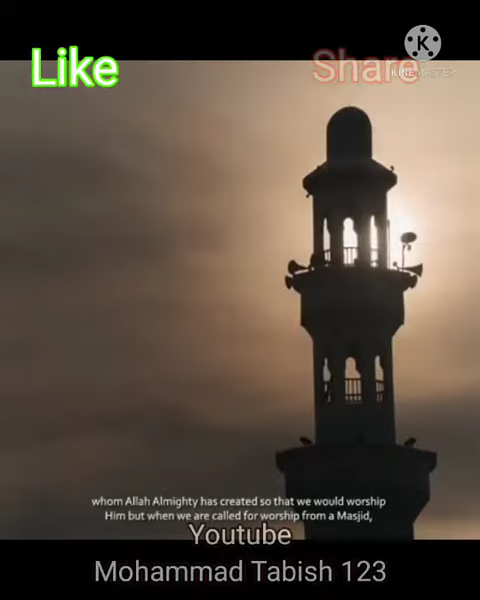 Like
Share
K
KINEMASTER
whom Allah Almighty has created so that we would worship
Him but when we are called for worship from a Masjid,
Youtube
Mohammad Tabish 123